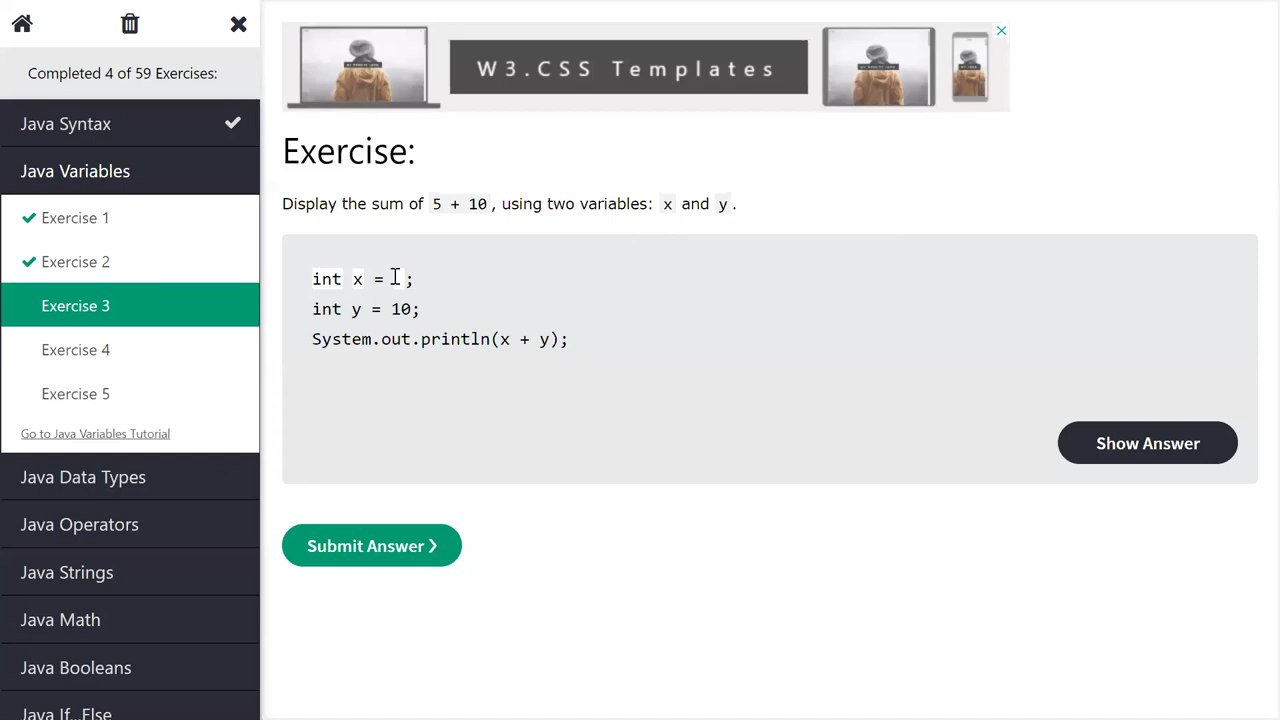 Completed 4 of 59 Exercises:
Java Syntax
Java Variables
Exercise 1
Exercise 2
Exercise 3
Exercise 4
Exercise 5
Go to Java Variables Tutorial
Java Data Types
Java Operators
Java Strings
Java Math
Java Booleans
Java If...Else
W3.CSS Templates
Exercise:
Display the sum of 5 + 10, using two variables: x and y.
int x = ;
int y = 10;
System.out.println(x + y);
Show Answer
Submit Answer ❯